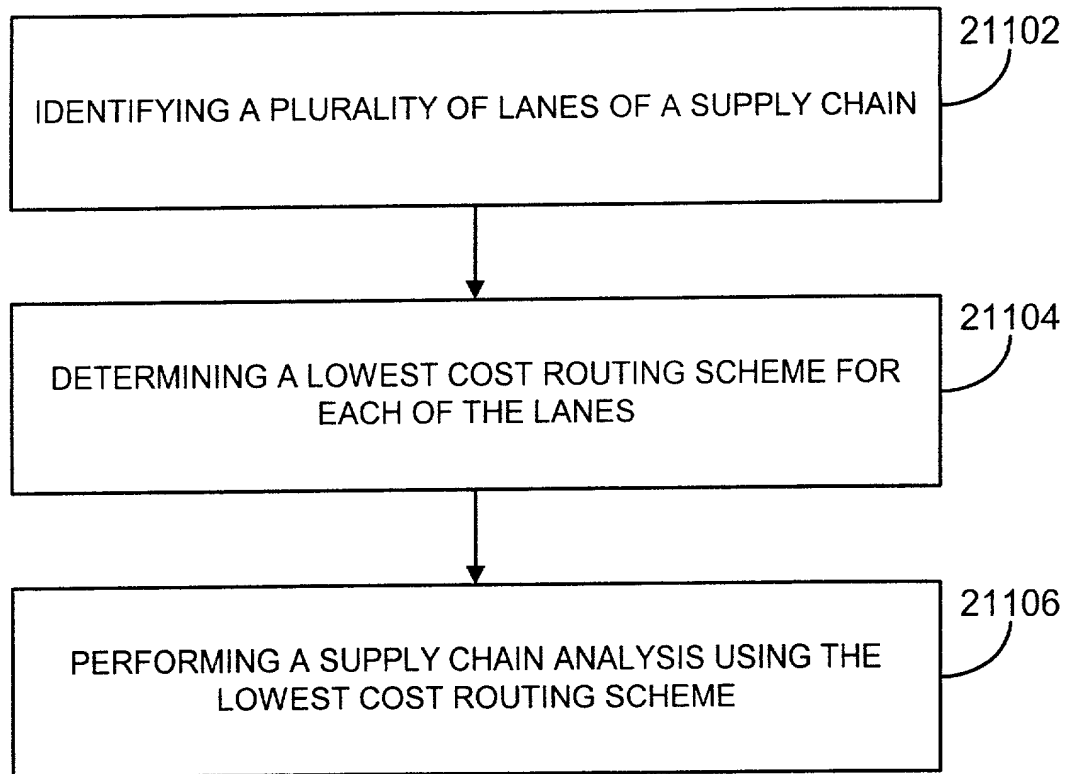 21102
IDENTIFYING A PLURALITY OF LANES OF A SUPPLY CHAIN
21104
DETERMINING A LOWEST COST ROUTING SCHEME FOR
EACH OF THE LANES
21106
PERFORMING A SUPPLY CHAIN ANALYSIS USING THE
LOWEST COST ROUTING SCHEME